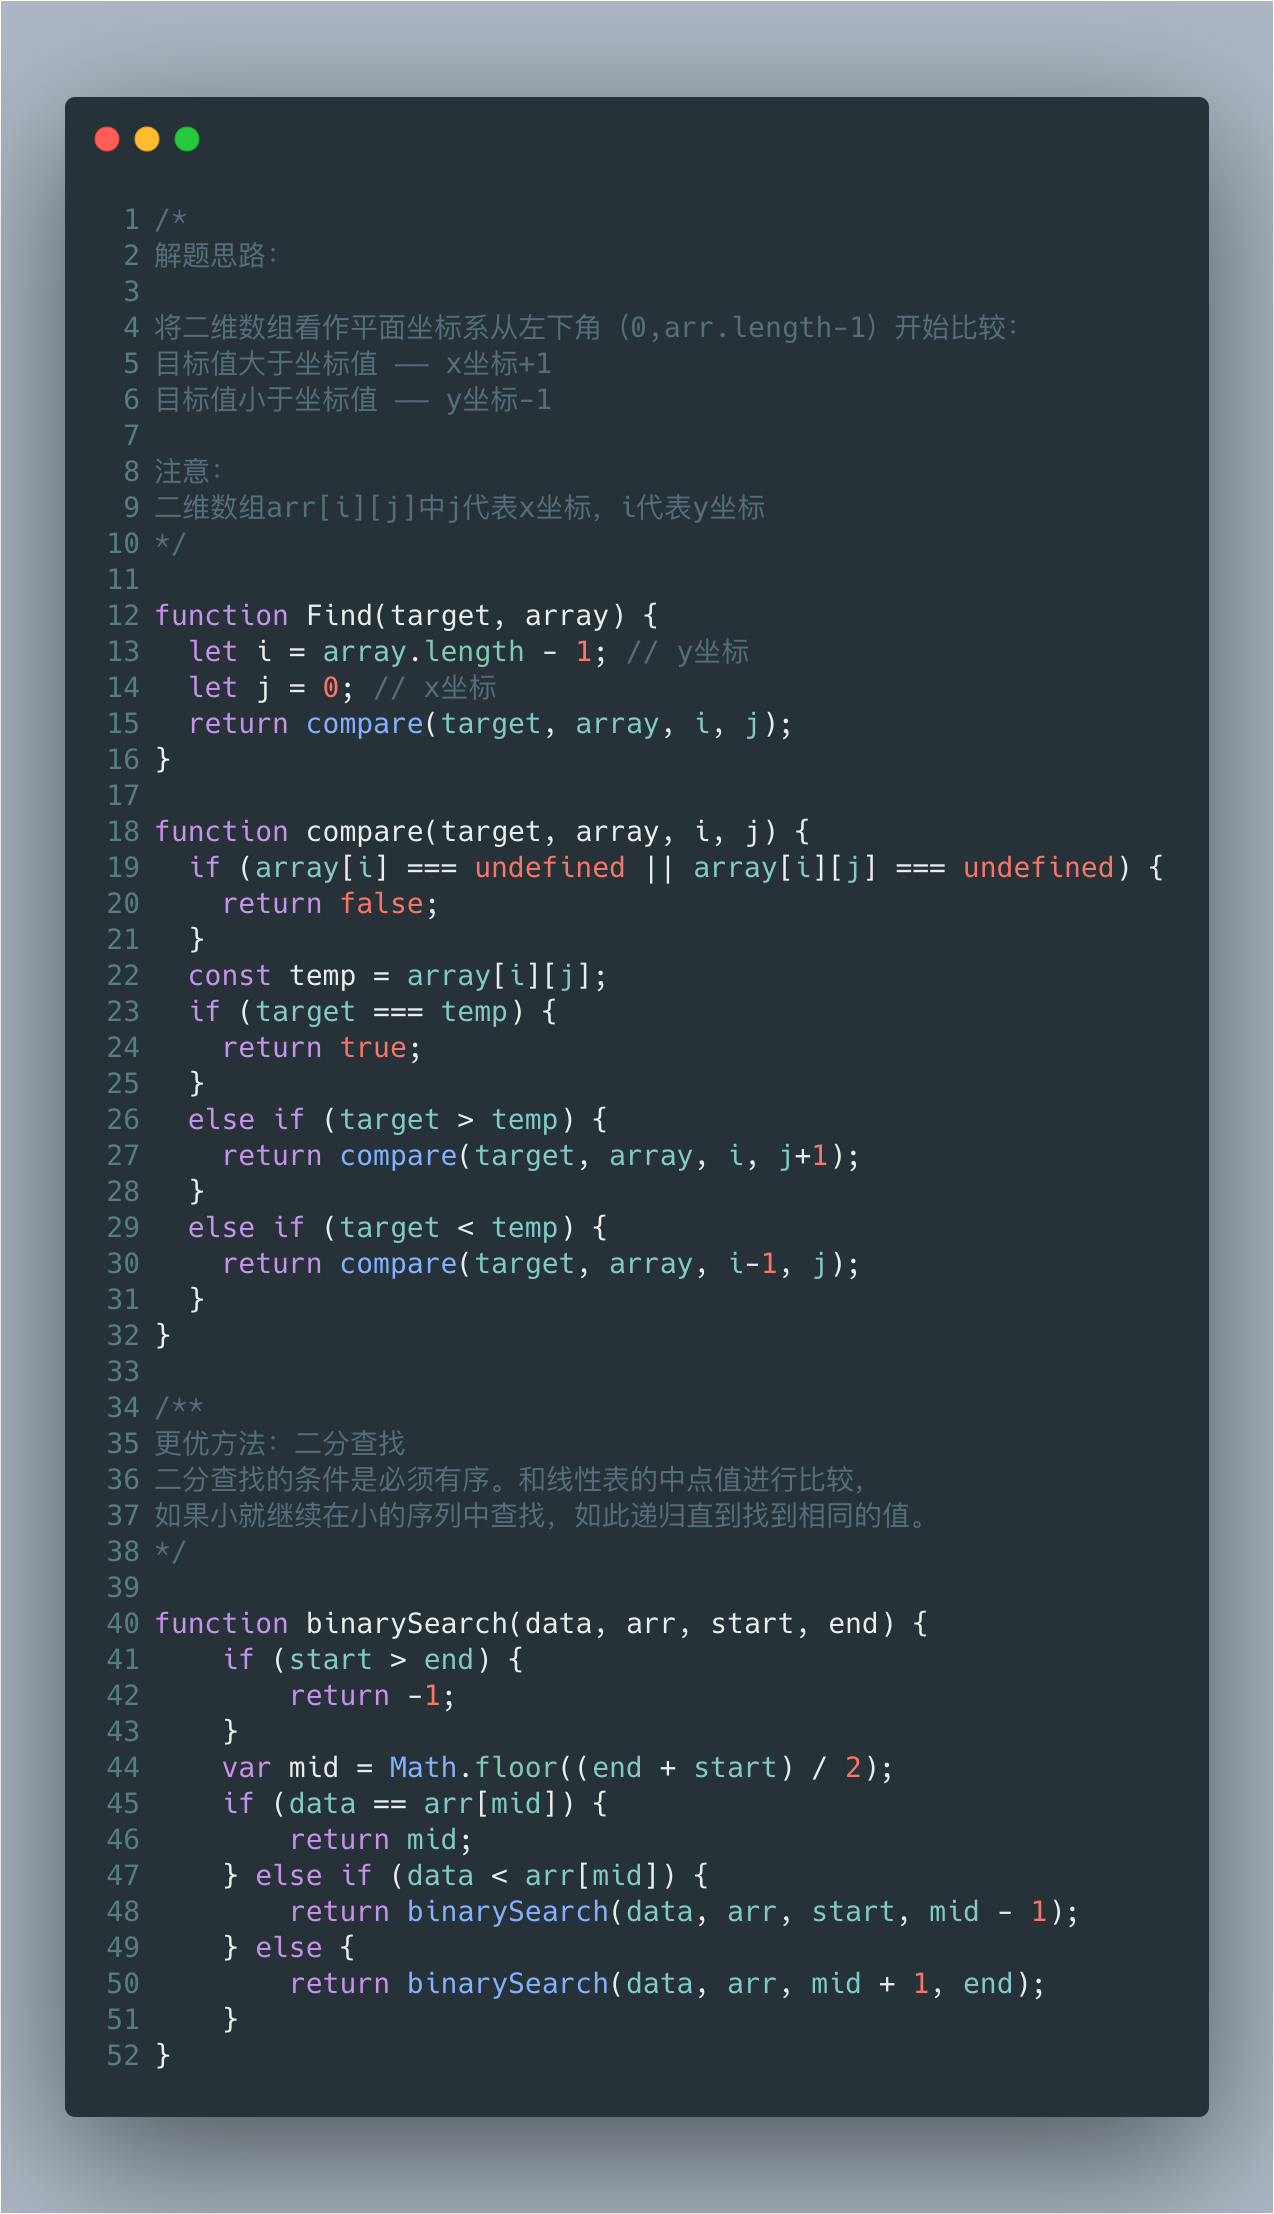 1 /*
2 解题思路：
3
4 将二维数组看作平面坐标系从左下角（0,arr.length-1）开始比较：
5 目标值大于坐标值 —— x坐标+1
6 目标值小于坐标值 —— y坐标-1
7
8 注意：
9 二维数组arr[i][j]中j代表x坐标，i代表y坐标
10 */
11
12 function Find(target, array) {
13   let i = array.length - 1; // y坐标
14   let j = 0; // x坐标
15   return compare(target, array, i, j);
16 }
17
18 function compare(target, array, i, j) {
19   if (array[i] === undefined || array[i][j] === undefined) {
20     return false;
21   }
22   const temp = array[i][j];
23   if (target === temp) {
24     return true;
25   }
26   else if (target > temp) {
27     return compare(target, array, i, j+1);
28   }
29   else if (target < temp) {
30     return compare(target, array, i-1, j);
31   }
32 }
33
34 /**
35 更优方法：二分查找
36 二分查找的条件是必须有序。和线性表的中点值进行比较，
37 如果小就继续在小的序列中查找，如此递归直到找到相同的值。
38 */
39
40 function binarySearch(data, arr, start, end) {
41     if (start > end) {
42         return -1;
43     }
44     var mid = Math.floor((end + start) / 2);
45     if (data == arr[mid]) {
46         return mid;
47     } else if (data < arr[mid]) {
48         return binarySearch(data, arr, start, mid - 1);
49     } else {
50         return binarySearch(data, arr, mid + 1, end);
51     }
52 }